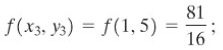 f(x₃, y₃) = f(1, 5) = 81/16 ;